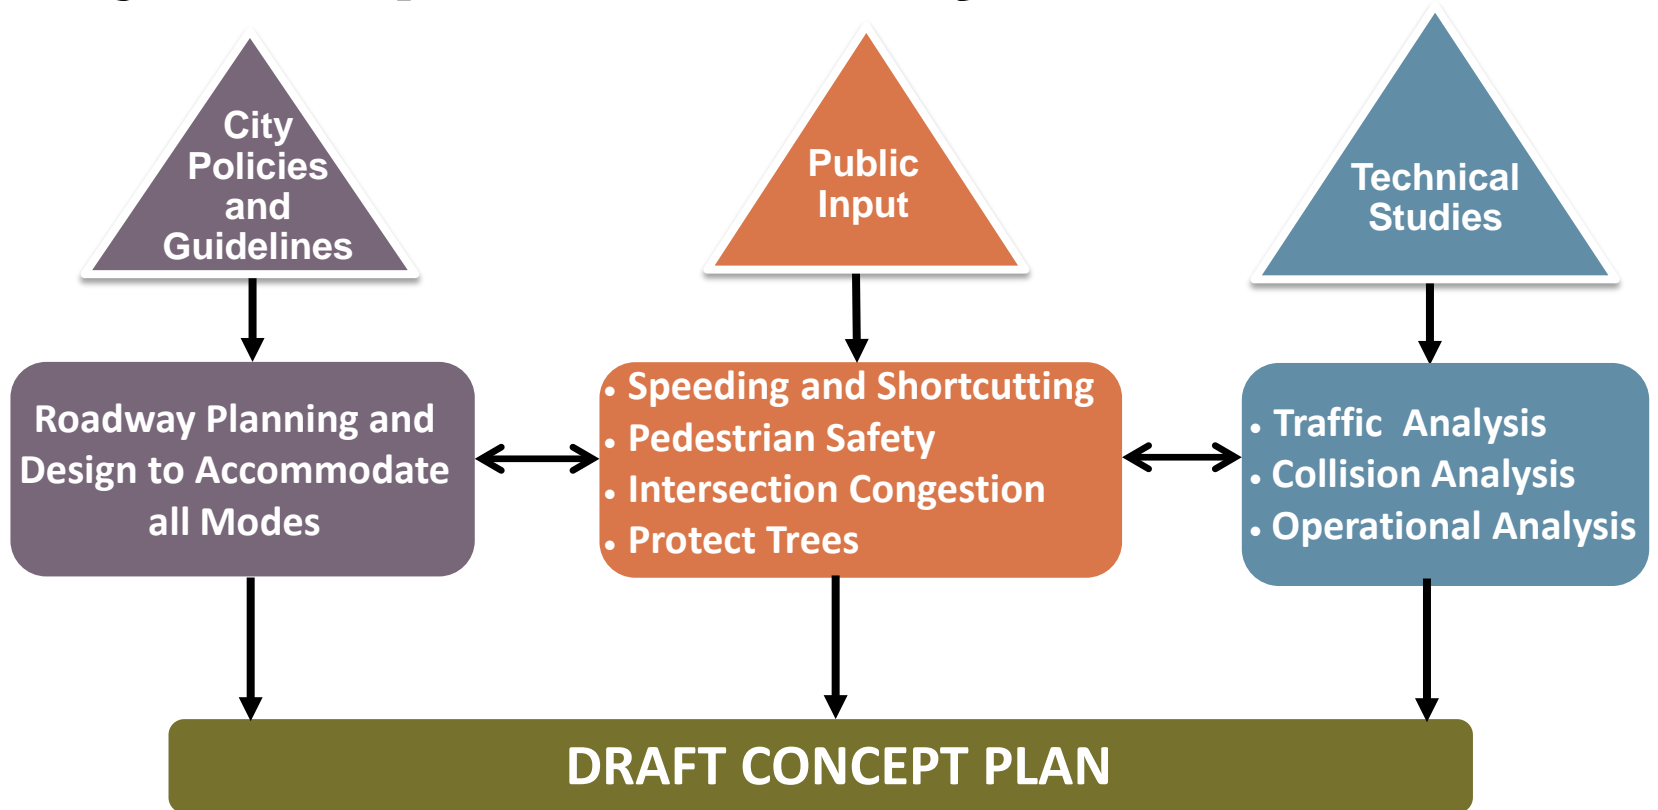 City
Policies
and
Guidelines
Public
Input
Technical
Studies
Roadway Planning and
Design to Accommodate
all Modes
• Speeding and Shortcutting
• Pedestrian Safety
• Intersection Congestion
• Protect Trees
• Traffic Analysis
• Collision Analysis
• Operational Analysis
DRAFT CONCEPT PLAN